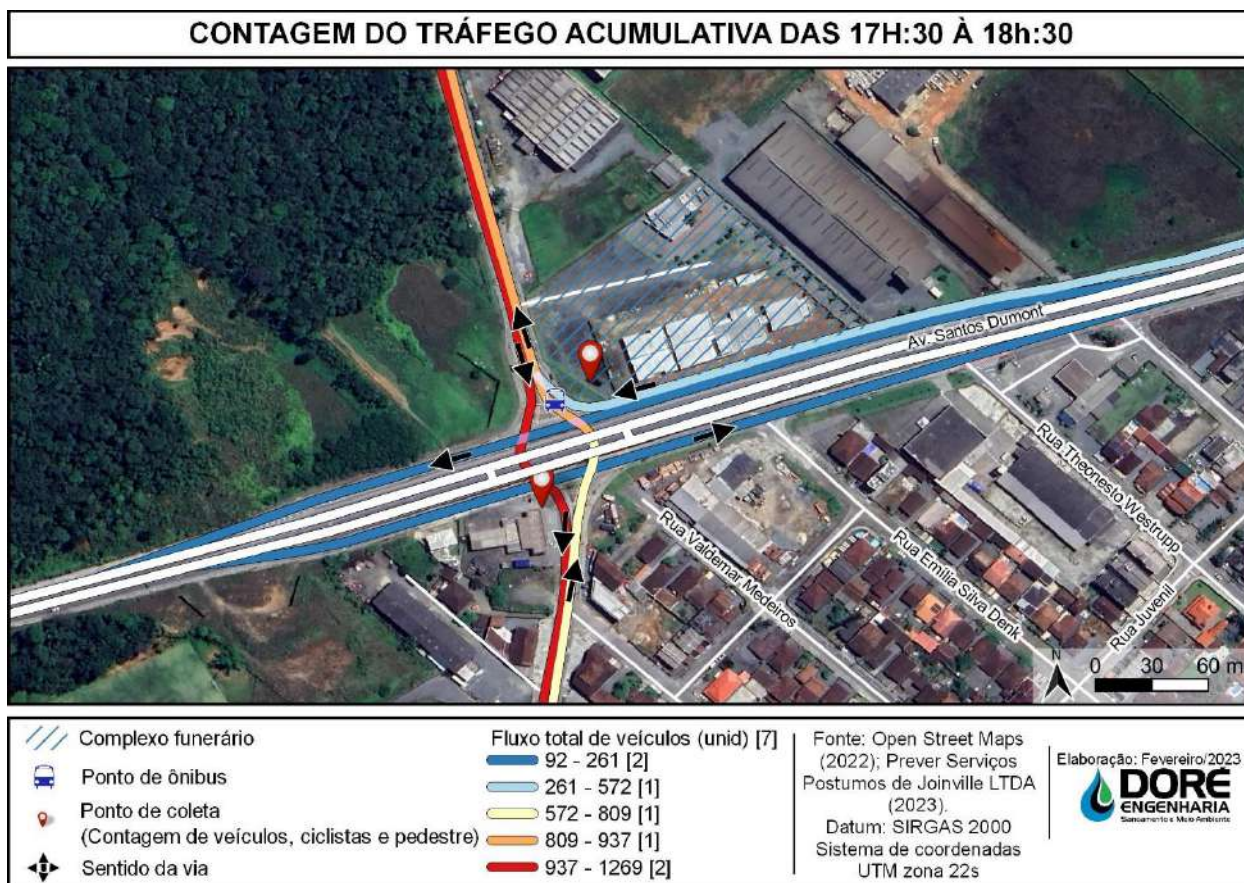 CONTAGEM DO TRÁFEGO ACUMULATIVA DAS 17H:30 À 18h:30
Av. Santos Dumont
Rua Theonesto Westrupp
Rua Valdemar Medeiros
Rua Emília Silva Denk
Rua Juvenil
N
0 30 60 m
Complexo funerário
Ponto de ônibus
Ponto de coleta
(Contagem de veículos, ciclistas e pedestre)
Sentido da via
Fluxo total de veículos (unid) [7]
92 - 261 [2]
261 - 572 [1]
572 - 809 [1]
809 - 937 [1]
937 - 1269 [2]
Fonte: Open Street Maps
(2022); Prever Serviços
Postumos de Joinville LTDA
(2023).
Datum: SIRGAS 2000
Sistema de coordenadas
UTM zona 22s
Elaboração: Fevereiro/2023
DORÉ
ENGENHARIA
Saneamento e Meio Ambiente